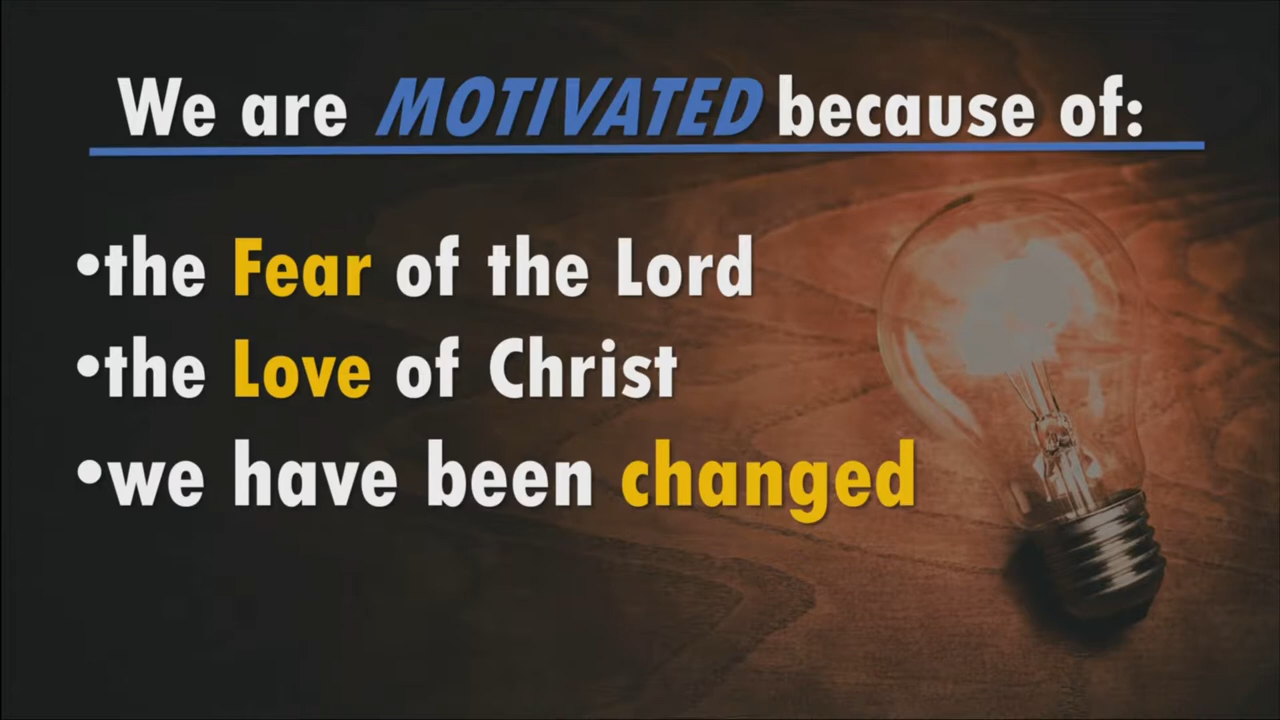 We are MOTIVATED because of:
•the Fear of the Lord
•the Love of Christ
•we have been changed